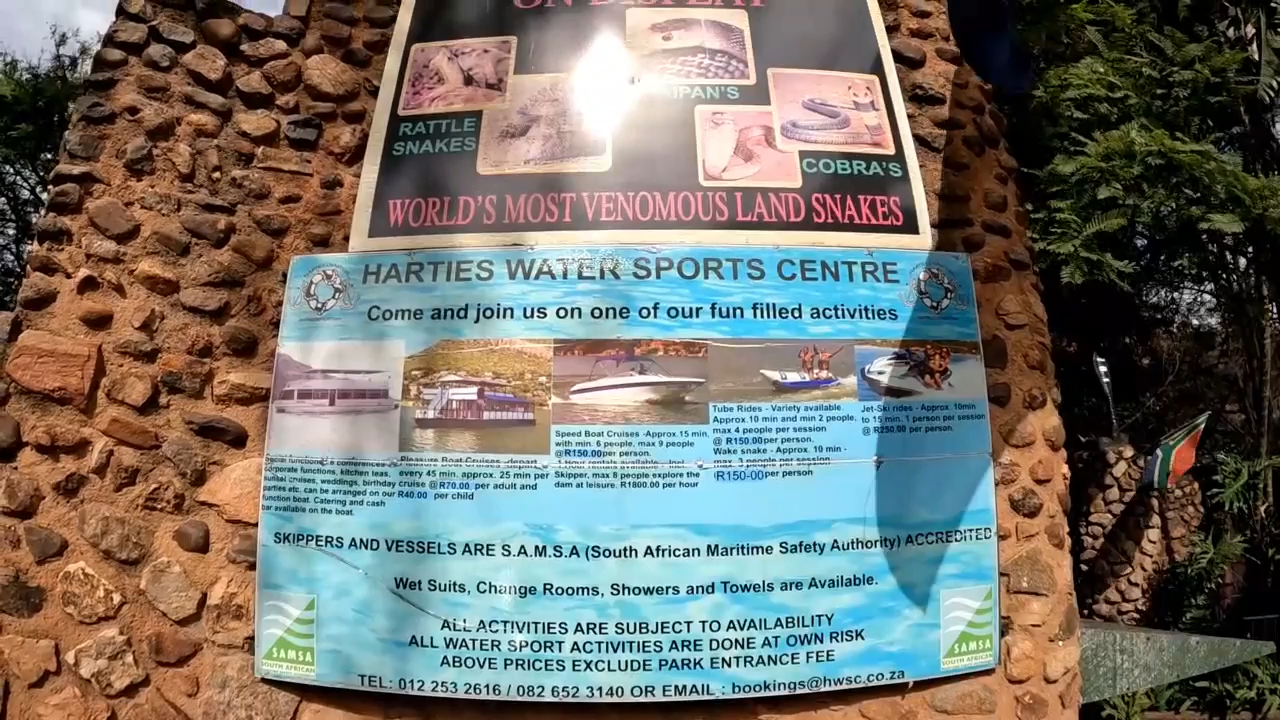 ON DISPLAY
RATTLE
SNAKES
COBRA'S
WORLD'S MOST VENOMOUS LAND SNAKES
HARTIES WATER SPORTS CENTRE
Come and join us on one of our fun filled activities
corporate functions, kitchen teas,
sunset cruises, weddings, birthday
parties etc. can be arranged on our
function boat. Catering and cash
bar available on the boat.
Pleasure Boat Cruises depart
every 45 min. approx. 25 min per
cruise @R70.00 per adult and
R40.00 per child
Speed Boat Cruises -Approx.15 min,
with min. 6 people, max 9 people
@R150.00 per person.
1 Hour rentals available - Incl.
Skipper, max 8 people explore the
dam at leisure. R1800.00 per hour
Tube Rides - Variety available.
Approx.10 min and min 2 people,
max 4 people per session
@ R150.00 per person.
Wake snake - Approx. 10 min -
max. 3 people per session
R150-00 per person
Jet-Ski rides - Approx. 10min
to 15 min. 1 person per session
@ R250.00 per person.
SKIPPERS AND VESSELS ARE S.A.M.S.A (South African Maritime Safety Authority) ACCREDITED
Wet Suits, Change Rooms, Showers and Towels are Available.
ALL ACTIVITIES ARE SUBJECT TO AVAILABILITY
ALL WATER SPORT ACTIVITIES ARE DONE AT OWN RISK
ABOVE PRICES EXCLUDE PARK ENTRANCE FEE
TEL: 012 253 2616 / 082 652 3140 OR EMAIL : bookings@hwsc.co.za
SAMSA
SOUTH AFRICAN
SAMSA
SOUTH AFRICAN